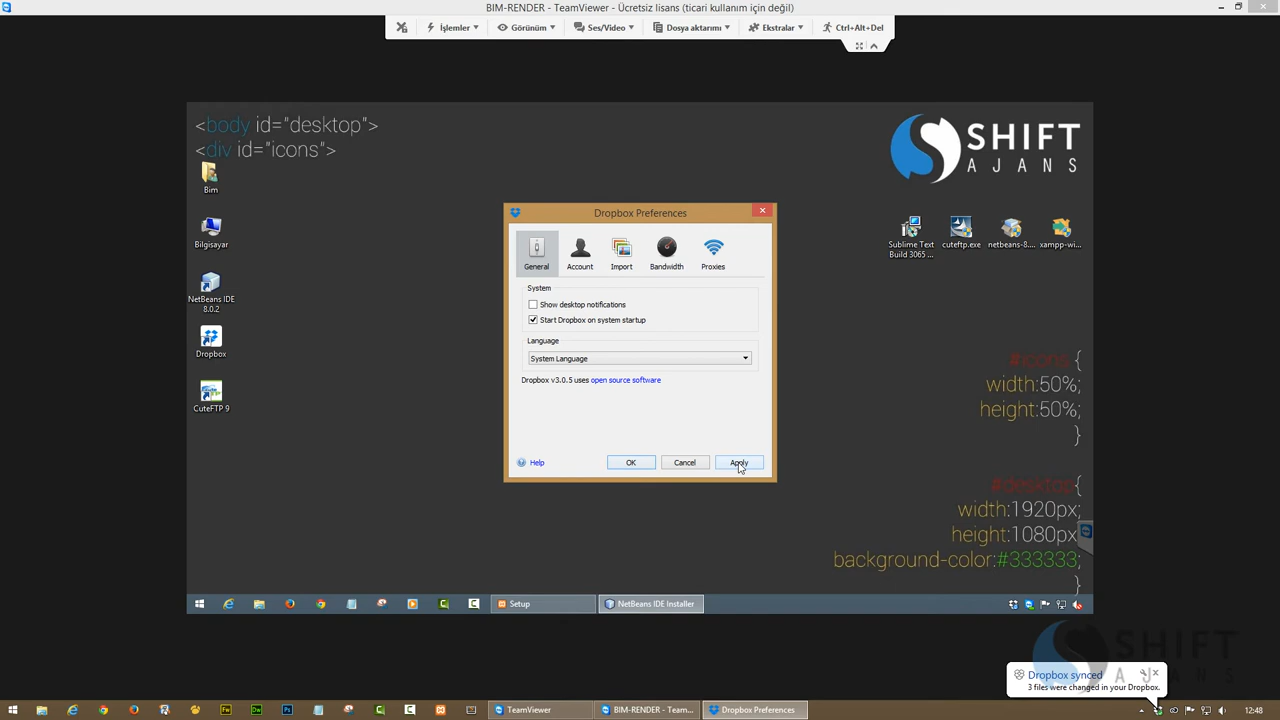 BIM-RENDER - TeamViewer - Ücretsiz lisans (ticari kullanım için değil)
İşlemler
Görünüm
Ses/Video
Dosya aktarımı
Ekstralar
Ctrl+Alt+Del
<body id="desktop">
<div id="icons">
SHIFT
AJANS
Bim
Bilgisayar
NetBeans IDE
8.0.2
Dropbox
CuteFTP 9
Sublime Text
Build 3065 ...
cuteftp.exe
netbeans-8....
xampp-wi...
Dropbox Preferences
General
Account
Import
Bandwidth
Proxies
System
Show desktop notifications
Start Dropbox on system startup
Language
System Language
Dropbox v3.0.5 uses open source software
Help
OK
Cancel
Apply
#icons {
width:50%;
height:50%;
}
#desktop{
width:1920px;
height:1080px
background-color:#333333;
}
Setup
NetBeans IDE Installer
SHIFT
AJANS
Dropbox synced
3 files were changed in your Dropbox.
TeamViewer
BIM-RENDER - Team...
Dropbox Preferences
12:48